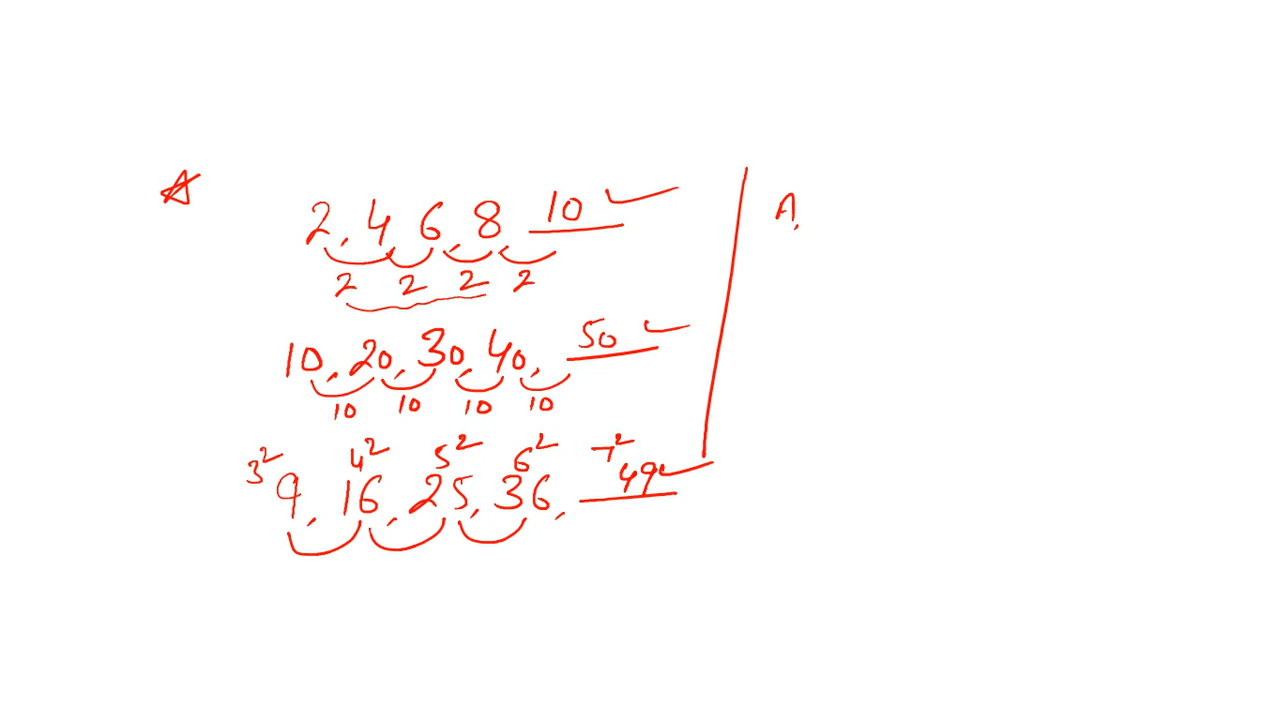 2, 4 6, 8 10
2 2 2 2
10, 20, 30, 40, 50
10 10 10 10
3² 4² 5² 6² 7²
9, 16, 25, 36, 49
A,